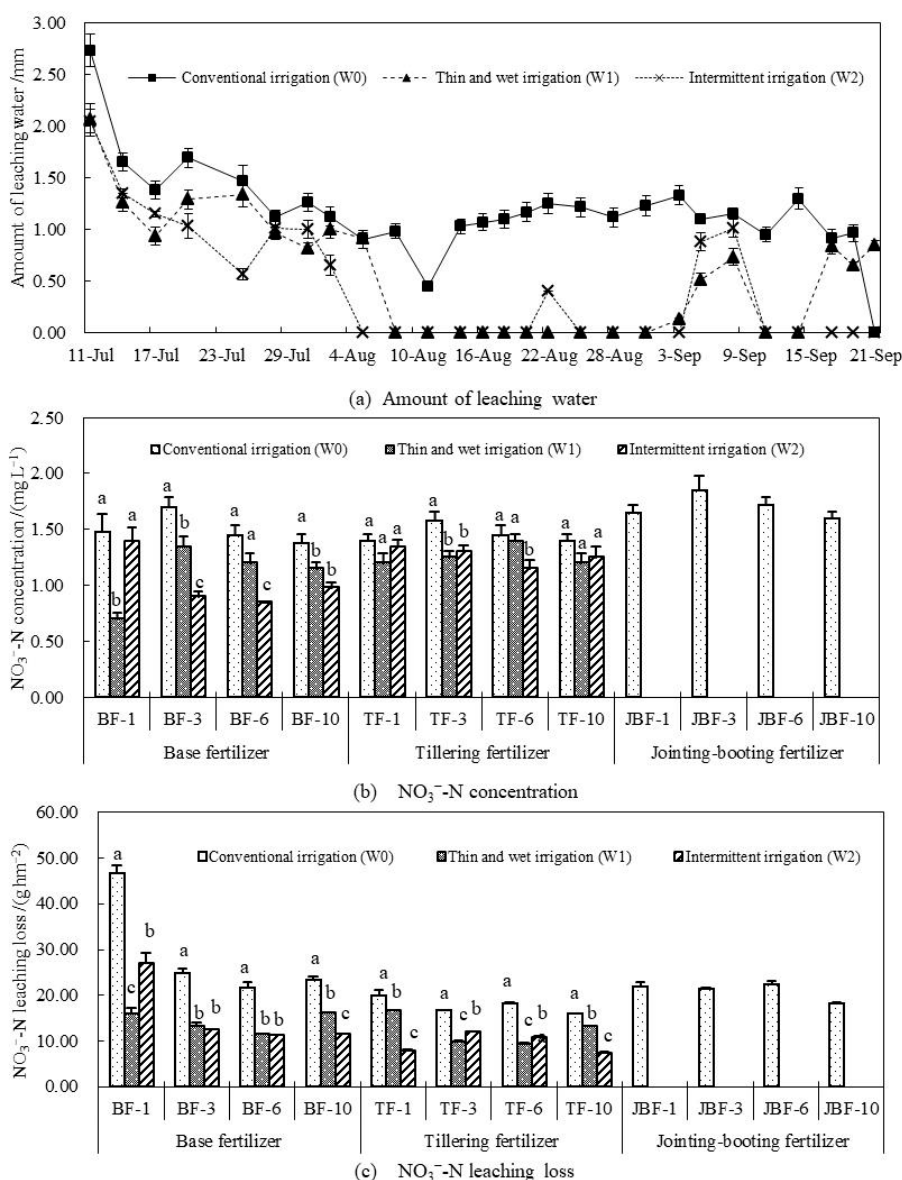 3.00
2.50
2.00
1.50
1.00
0.50
0.00
Amount of leaching water /mm
Conventional irrigation (W0) Thin and wet irrigation (W1) Intermittent irrigation (W2)
11-Jul 17-Jul 23-Jul 29-Jul 4-Aug 10-Aug 16-Aug 22-Aug 28-Aug 3-Sep 9-Sep 15-Sep 21-Sep
(a) Amount of leaching water
2.50
2.00
1.50
1.00
0.50
0.00
NO₃⁻-N concentration /(mg L⁻¹)
Conventional irrigation (W0) Thin and wet irrigation (W1) Intermittent irrigation (W2)
a b a a b c a a c a b b a a a a b b a a b a a a
BF-1 BF-3 BF-6 BF-10 TF-1 TF-3 TF-6 TF-10 JBF-1 JBF-3 JBF-6 JBF-10
Base fertilizer Tillering fertilizer Jointing-booting fertilizer
(b) NO₃⁻-N concentration
60.00
50.00
40.00
30.00
20.00
10.00
0.00
NO₃⁻-N leaching loss /(g hm⁻²)
Conventional irrigation (W0) Thin and wet irrigation (W1) Intermittent irrigation (W2)
a c b a b b a b b a b c a b c a c b a c b a b c
BF-1 BF-3 BF-6 BF-10 TF-1 TF-3 TF-6 TF-10 JBF-1 JBF-3 JBF-6 JBF-10
Base fertilizer Tillering fertilizer Jointing-booting fertilizer
(c) NO₃⁻-N leaching loss